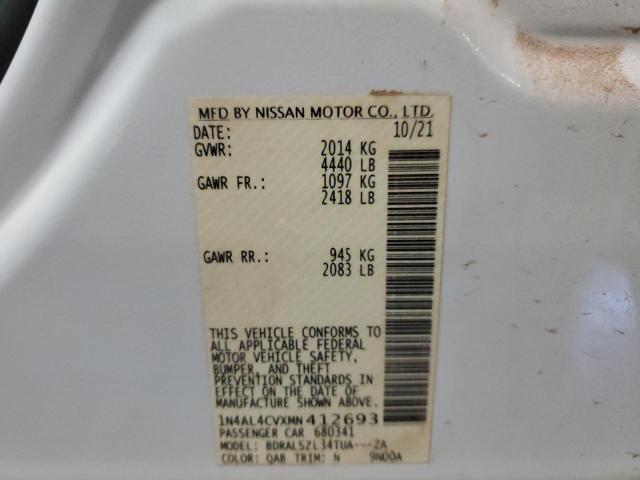 MFD BY NISSAN MOTOR CO., LTD.
DATE: 10/21
GVWR: 2014 KG
4440 LB
GAWR FR.: 1097 KG
2418 LB
GAWR RR.: 945 KG
2083 LB
THIS VEHICLE CONFORMS TO
ALL APPLICABLE FEDERAL
MOTOR VEHICLE SAFETY,
BUMPER, AND THEFT
PREVENTION STANDARDS IN
EFFECT ON THE DATE OF
MANUFACTURE SHOWN ABOVE.
1N4AL4CVXMN412693
PASSENGER CAR 680341
MODEL: BDRALSZL34TUA---ZA
COLOR: QAB TRIM: N 9N00A